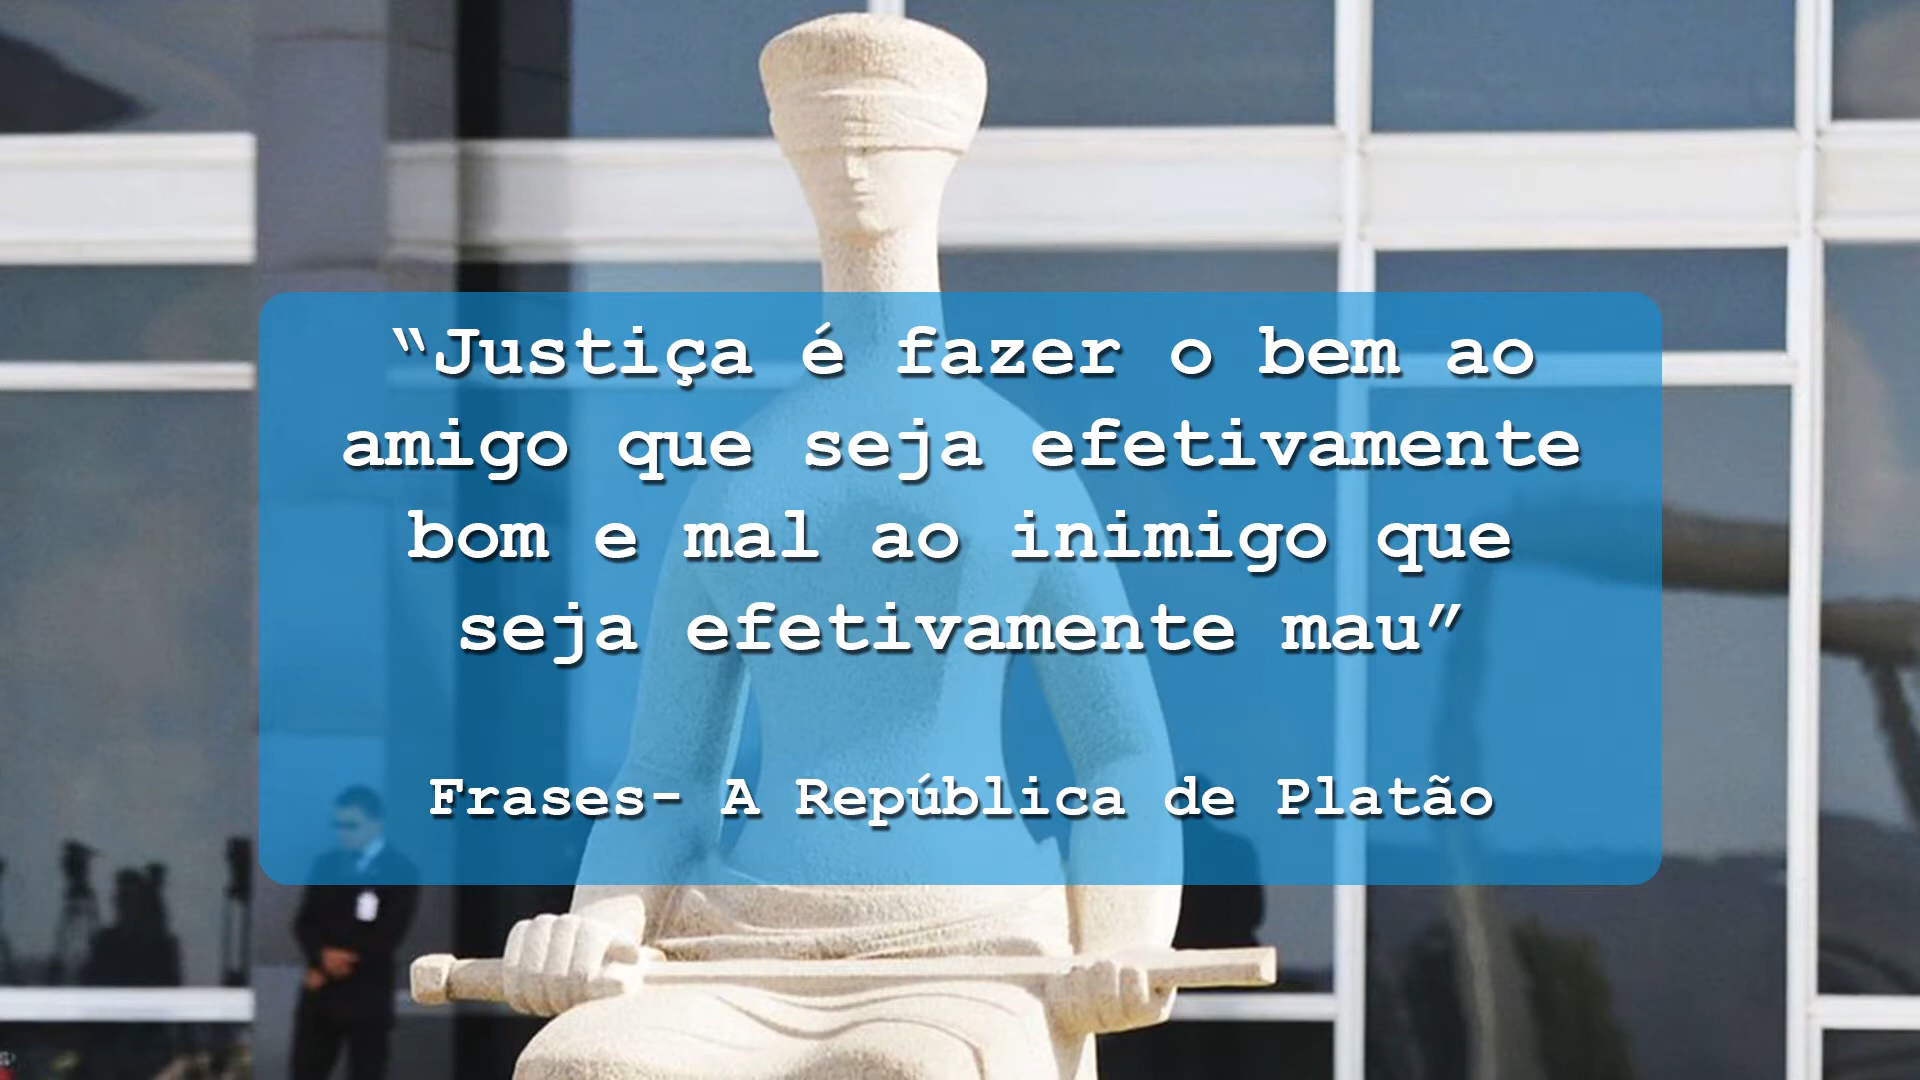 “Justiça é fazer o bem ao
amigo que seja efetivamente
bom e mal ao inimigo que
seja efetivamente mau”
Frases- A República de Platão